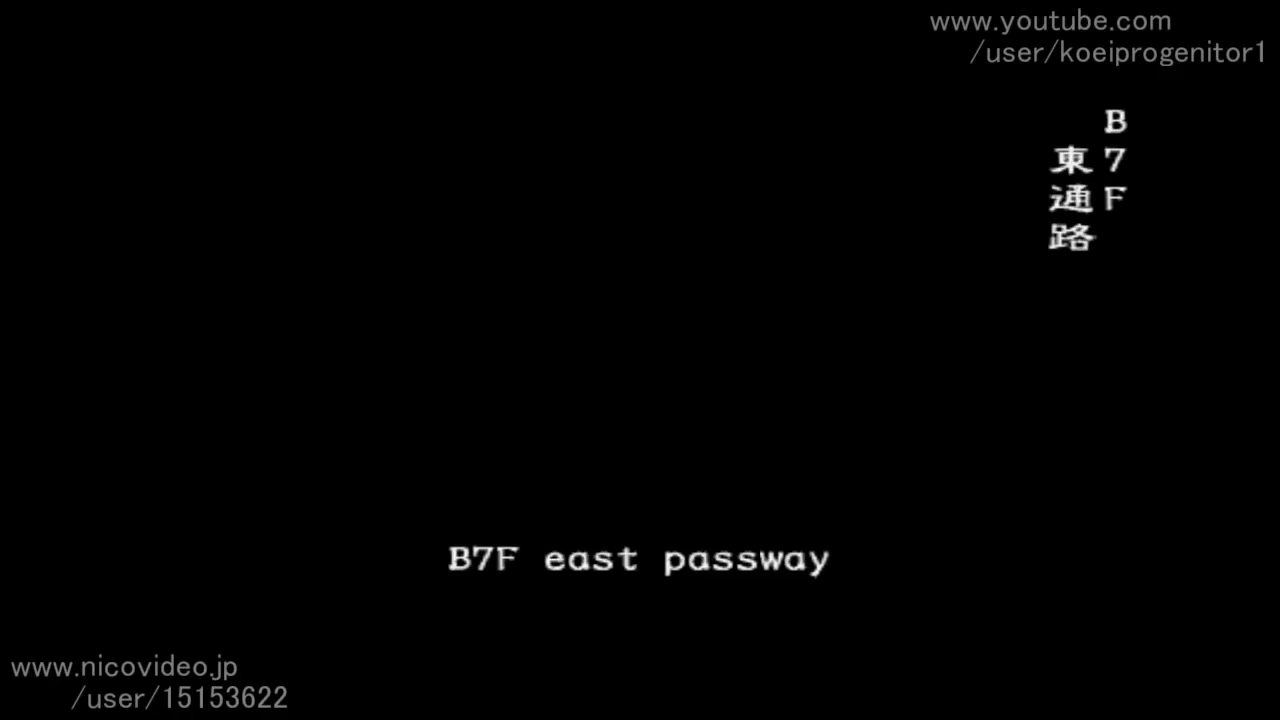 www.youtube.com
/user/koeiprogenitor1
B7F
東通路
B7F east passway
www.nicovideo.jp
/user/15153622